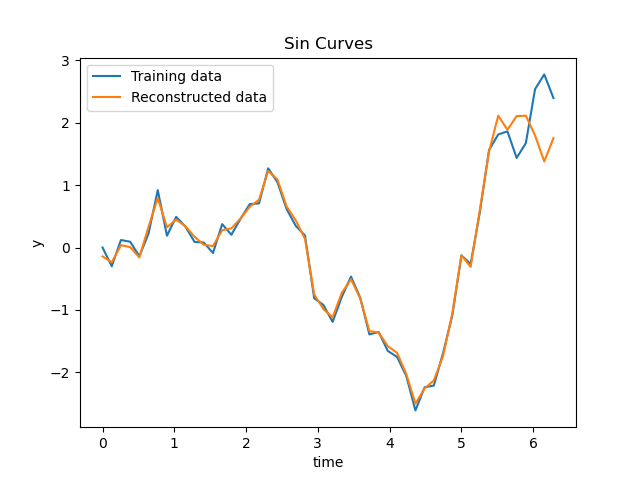 Sin Curves
Training data
Reconstructed data
3
2
1
0
−1
−2
y
0 1 2 3 4 5 6
time